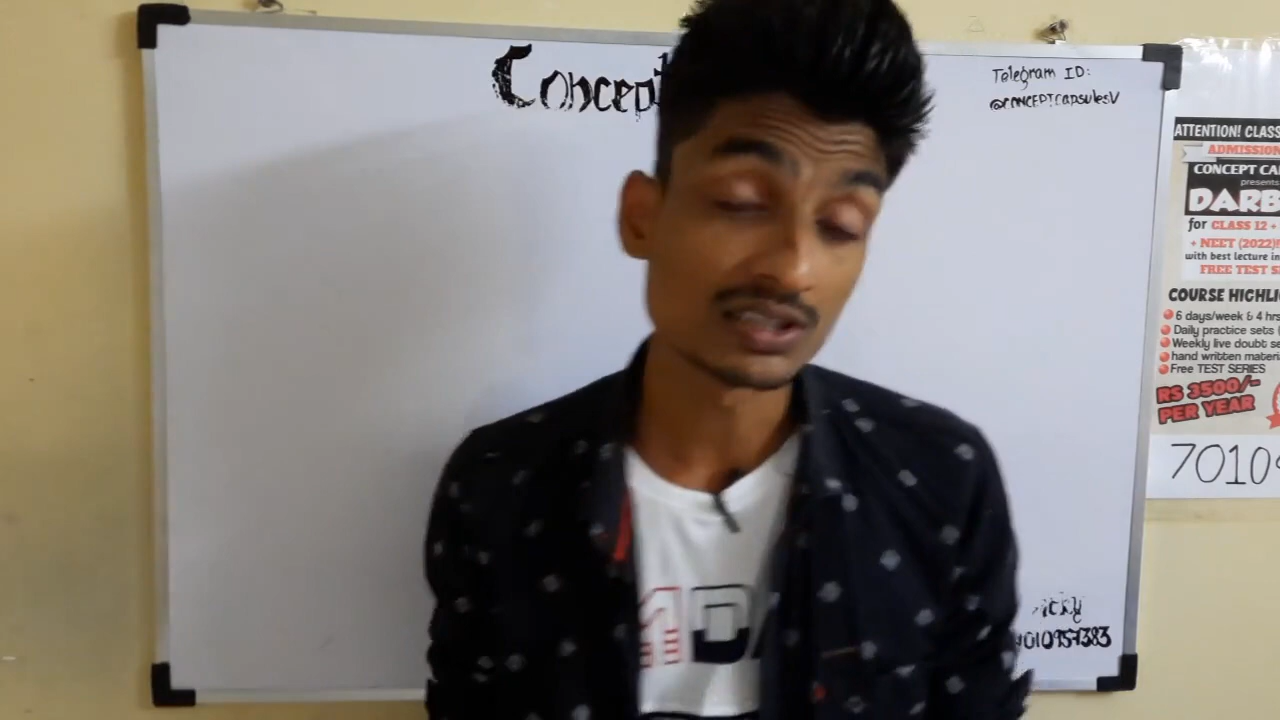 Concept
Telegram ID:
@CONCEPTCapsulesV
ATTENTION! CLASS
ADMISSION
CONCEPT CA
presents
DARB
for CLASS 12 +
+ NEET (2022)
with best lecture in
FREE TEST S
COURSE HIGHLI
6 days/week & 4 hrs
Daily practice sets
Weekly live doubt se
hand written materi
Free TEST SERIES
RS 3500/-
PER YEAR
7010
7010957383